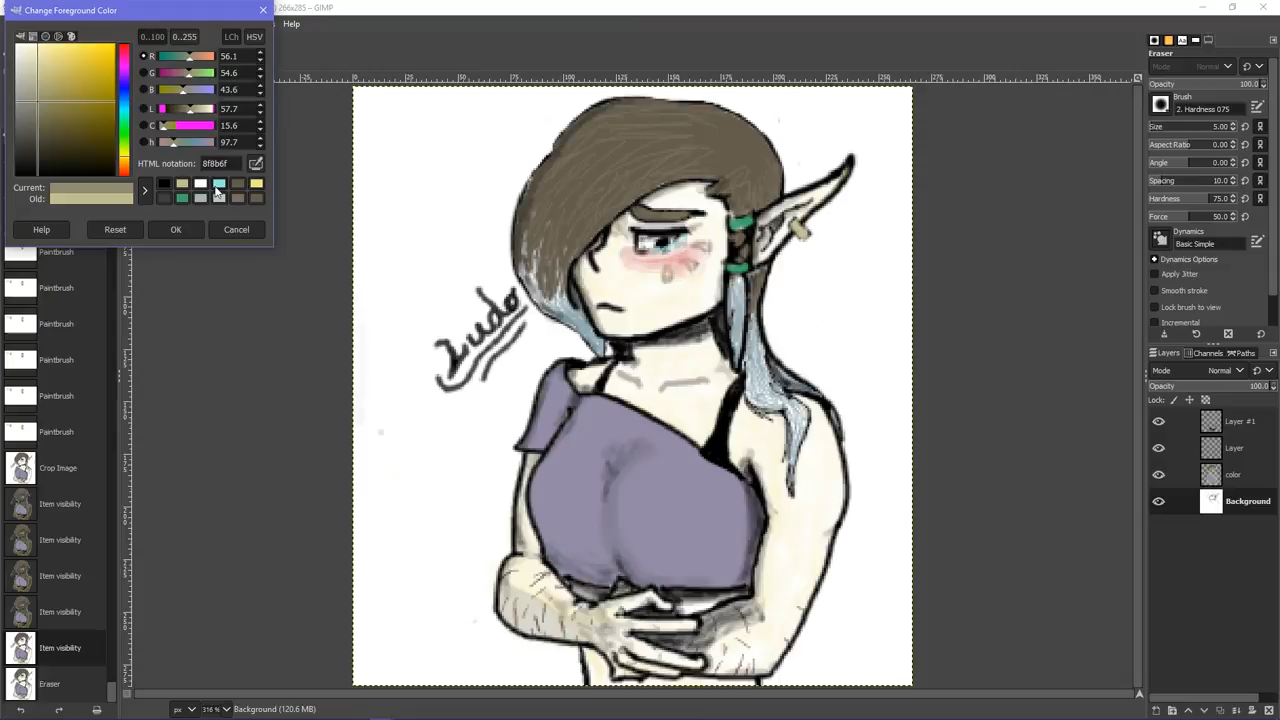 Change Foreground Color
266x285 – GIMP
Help
0..100 0..255 LCh HSV
R 56.1
G 54.6
B 43.6
L 57.7
C 15.6
h 97.7
HTML notation: 8f8b6f
Current:
Old:
Help Reset OK Cancel
Paintbrush
Paintbrush
Paintbrush
Paintbrush
Paintbrush
Paintbrush
Crop Image
Item visibility
Item visibility
Item visibility
Item visibility
Item visibility
Eraser
Ludo
px 316 % Background (120.6 MB)
Eraser
Mode Normal
Opacity 100.0
Brush
2. Hardness 075
Size 5.00
Aspect Ratio 0.00
Angle 0.00
Spacing 10.0
Hardness 75.0
Force 50.0
Dynamics
Basic Simple
Dynamics Options
Apply Jitter
Smooth stroke
Lock brush to view
Incremental
Layers Channels Paths
Mode Normal
Opacity 100.0
Lock:
Layer #1
Layer
color
Background